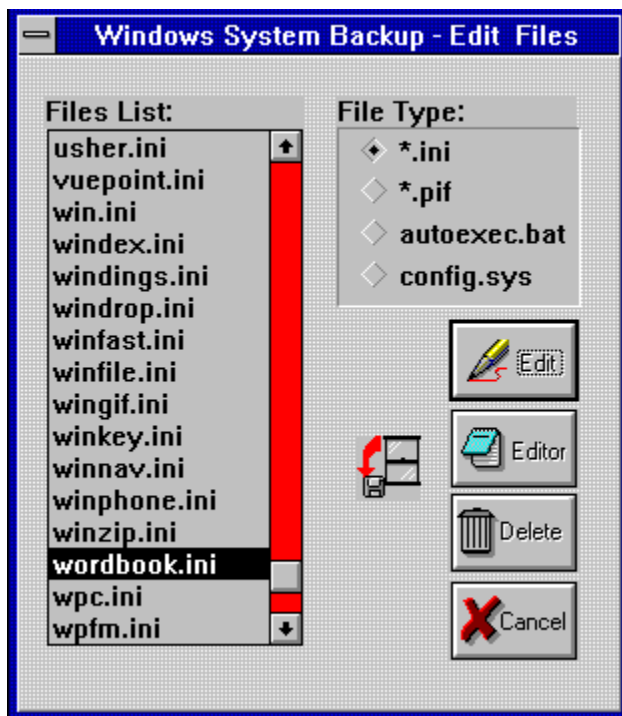 Windows System Backup - Edit Files
Files List:
usher.ini
vuepoint.ini
win.ini
windex.ini
windings.ini
windrop.ini
winfast.ini
winfile.ini
wingif.ini
winkey.ini
winnav.ini
winphone.ini
winzip.ini
wordbook.ini
wpc.ini
wpfm.ini
File Type:
*.ini
*.pif
autoexec.bat
config.sys
Edit
Editor
Delete
Cancel